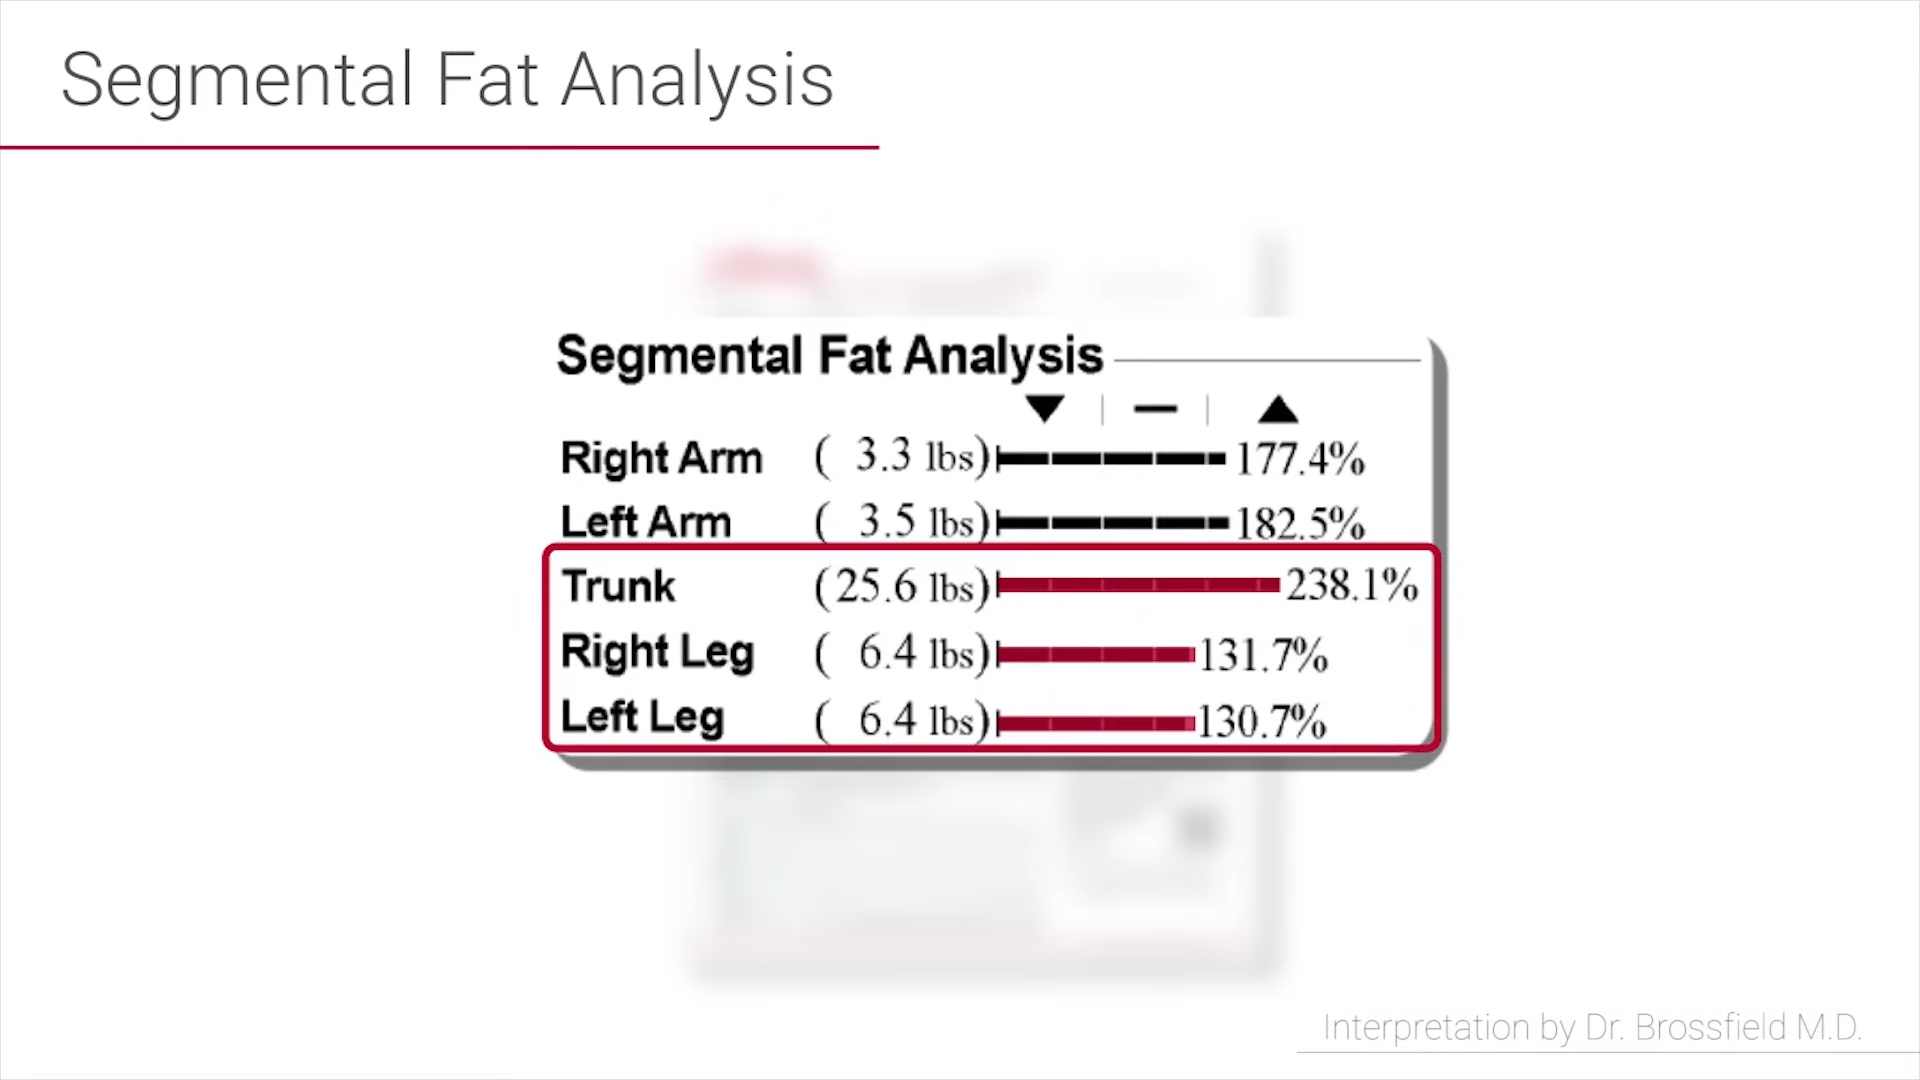 Segmental Fat Analysis
Segmental Fat Analysis
Right Arm ( 3.3 lbs) 177.4%
Left Arm ( 3.5 lbs) 182.5%
Trunk (25.6 lbs) 238.1%
Right Leg ( 6.4 lbs) 131.7%
Left Leg ( 6.4 lbs) 130.7%
Interpretation by Dr. Brossfield M.D.